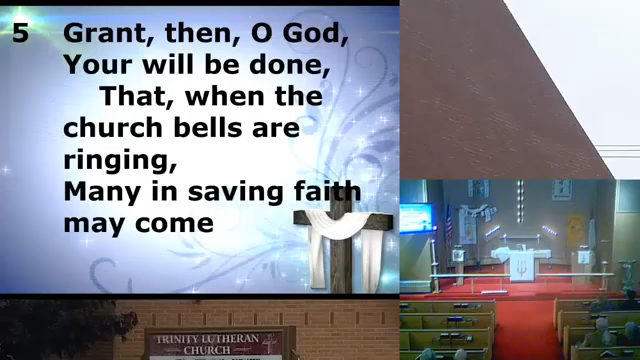 5 Grant, then, O God,
Your will be done,
That, when the
church bells are
ringing,
Many in saving faith
may come
TRINITY LUTHERAN
CHURCH